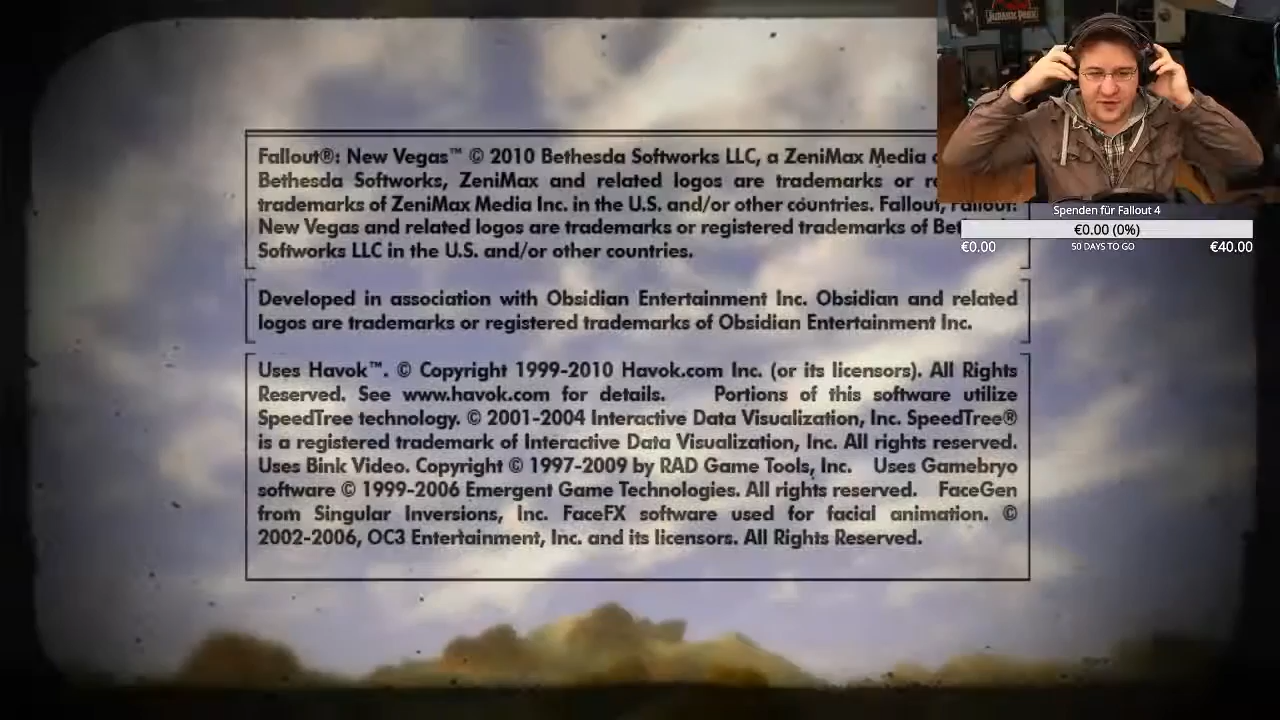 JURASSIC PARK
Fallout®: New Vegas™ © 2010 Bethesda Softworks LLC, a ZeniMax Media
Bethesda Softworks, ZeniMax and related logos are trademarks or
trademarks of ZeniMax Media Inc. in the U.S. and/or other countries. Fallout, Fallout:
New Vegas and related logos are trademarks or registered trademarks of
Softworks LLC in the U.S. and/or other countries.
Spenden für Fallout 4
€0.00 (0%)
€0.00 50 DAYS TO GO €40.00
Developed in association with Obsidian Entertainment Inc. Obsidian and related
logos are trademarks or registered trademarks of Obsidian Entertainment Inc.
Uses Havok™. © Copyright 1999-2010 Havok.com Inc. (or its licensors). All Rights
Reserved. See www.havok.com for details. Portions of this software utilize
SpeedTree technology. © 2001-2004 Interactive Data Visualization, Inc. SpeedTree®
is a registered trademark of Interactive Data Visualization, Inc. All rights reserved.
Uses Bink Video. Copyright © 1997-2009 by RAD Game Tools, Inc. Uses Gamebryo
software © 1999-2006 Emergent Game Technologies. All rights reserved. FaceGen
from Singular Inversions, Inc. FaceFX software used for facial animation. ©
2002-2006, OC3 Entertainment, Inc. and its licensors. All Rights Reserved.